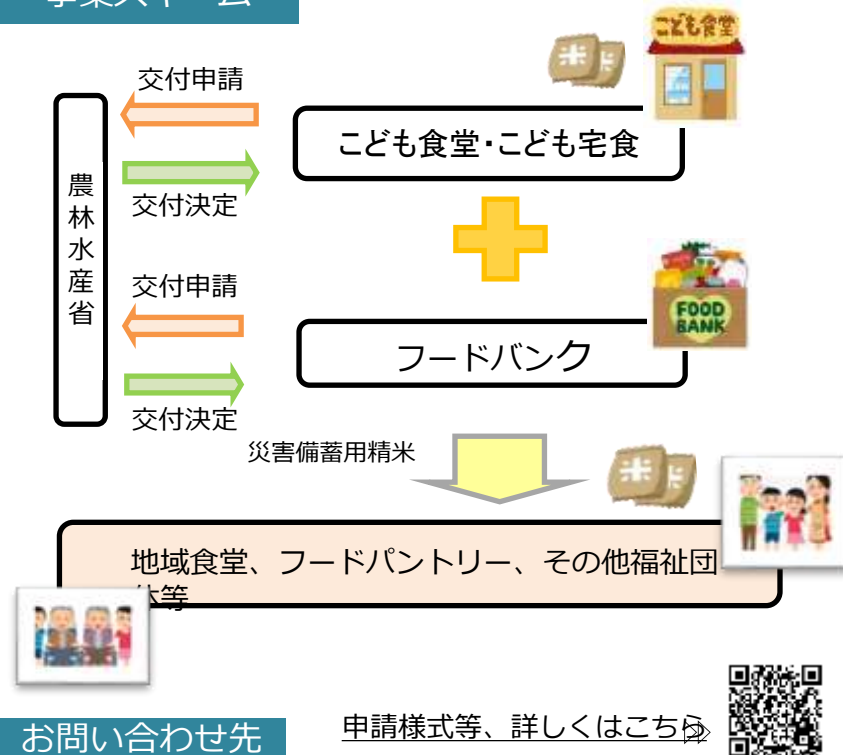 事業スキーム
こども食堂
米 米
交付申請
こども食堂・こども宅食
農林水産省
交付決定
交付申請
FOOD
BANK
フードバンク
交付決定
災害備蓄用精米
米 米
地域食堂、フードパントリー、その他福祉団
体等
申請様式等、詳しくはこちら
お問い合わせ先